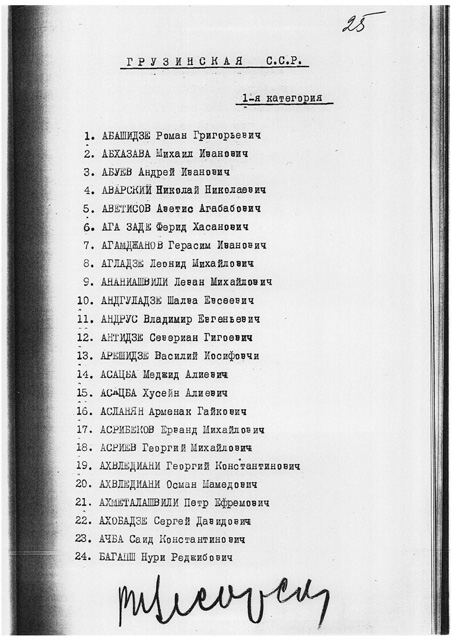 25
ГРУЗИНСКАЯ С.С.Р.
1-я категория
1. АБАШИДЗЕ Роман Григорьевич
2. АБХАЗАВА Михаил Иванович
3. АБУЕВ Андрей Иванович
4. АВАРСКИЙ Николай Николаевич
5. АВЕТИСОВ Аветис Агабабович
6. АГА ЗАДЕ Ферид Хасанович
7. АГАМДЖАНОВ Герасим Иванович
8. АГЛАДЗЕ Леонид Михайлович
9. АНАНИАШВИЛИ Леван Михайлович
10. АНДГУЛАДЗЕ Шалва Евсеевич
11. АНДРУС Владимир Евгеньевич
12. АНТИДЗЕ Севериан Гигоевич
13. АРЕШИДЗЕ Василий Иосифовчи
14. АСАЦБА Меджид Алиевич
15. АСАЦБА Хусейн Алиевич
16. АСЛАНЯН Арменак Гайкович
17. АСРИБЕКОВ Ерванд Михайлович
18. АСРИЕВ Георгий Михайлович
19. АХВЛЕДИАНИ Георгий Константинович
20. АХВЛЕДИАНИ Осман Мамедович
21. АХМЕТАЛАШВИЛИ Петр Ефремович
22. АХОБАДЗЕ Сергей Давидович
23. АЧБА Саид Константинович
24. БАГАПШ Нури Реджибович